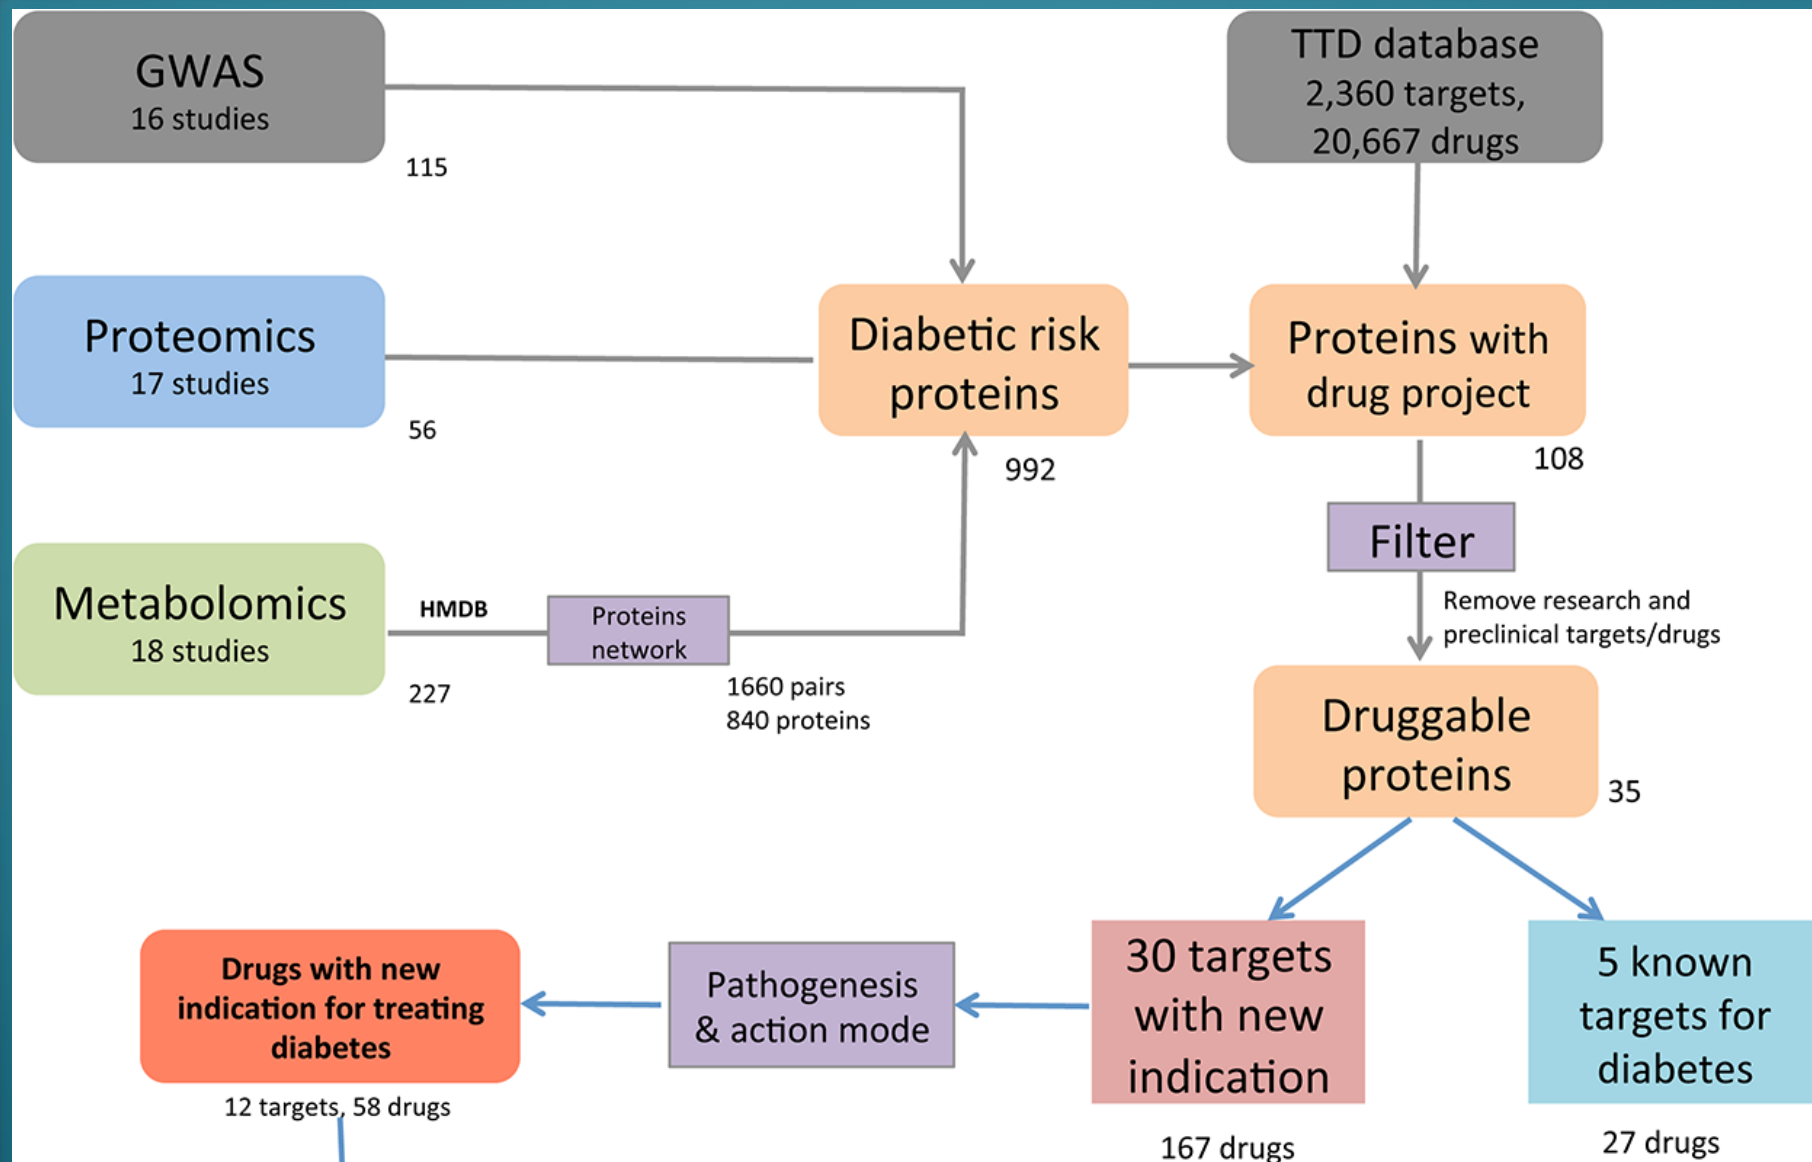 GWAS
16 studies
115
TTD database
2,360 targets,
20,667 drugs
Proteomics
17 studies
56
Diabetic risk
proteins
992
Proteins with
drug project
108
Filter
Remove research and
preclinical targets/drugs
Metabolomics
18 studies
227
HMDB
Proteins
network
1660 pairs
840 proteins
Druggable
proteins
35
30 targets
with new
indication
167 drugs
5 known
targets for
diabetes
27 drugs
Pathogenesis
& action mode
Drugs with new
indication for treating
diabetes
12 targets, 58 drugs